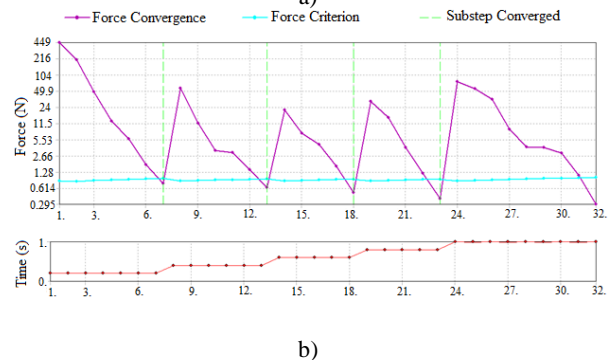 a)
Force Convergence Force Criterion Substep Converged
449
216
104
49.9
24
11.5
5.53
2.66
1.28
0.614
0.295
Force (N)
1. 3. 6. 9. 12. 15. 18. 21. 24. 27. 30. 32.
1.
0.
Time (s)
1. 3. 6. 9. 12. 15. 18. 21. 24. 27. 30. 32.
b)